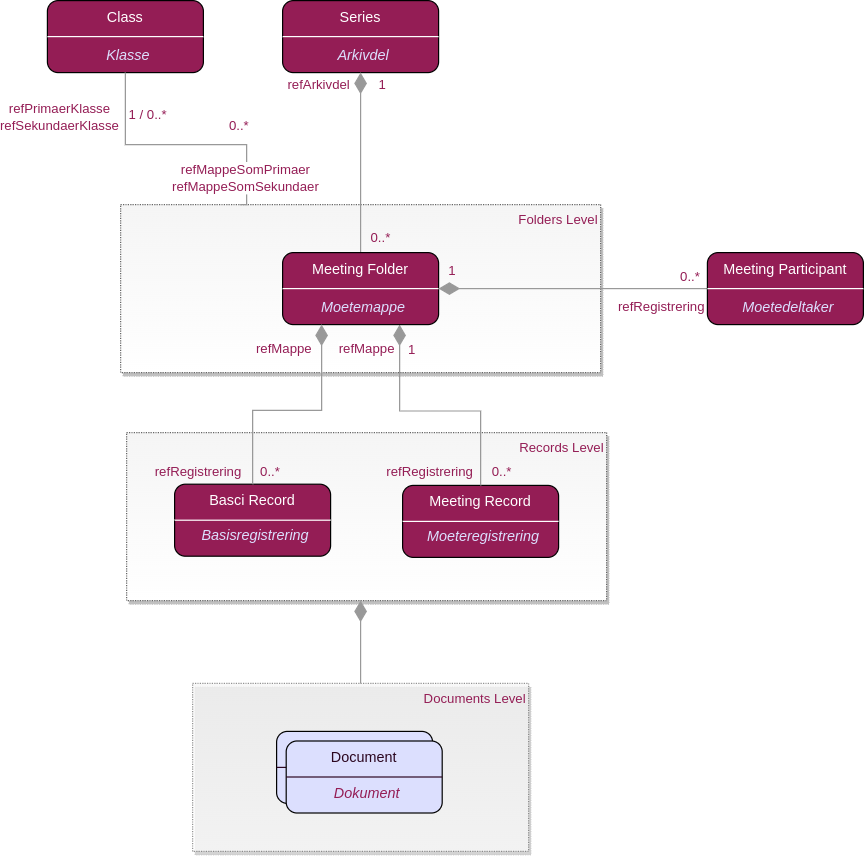 Class
Klasse
Series
Arkivdel
refArkivdel
1
refPrimaerKlasse
refSekundaerKlasse
1 / 0..*
0..*
refMappeSomPrimaer
refMappeSomSekundaer
Folders Level
0..*
Meeting Folder
Moetemappe
1
0..*
refRegistrering
Meeting Participant
Moetedeltaker
refMappe
refMappe
1
Records Level
refRegistrering
0..*
refRegistrering
0..*
Basci Record
Basisregistrering
Meeting Record
Moeteregistrering
Documents Level
Document
Dokument